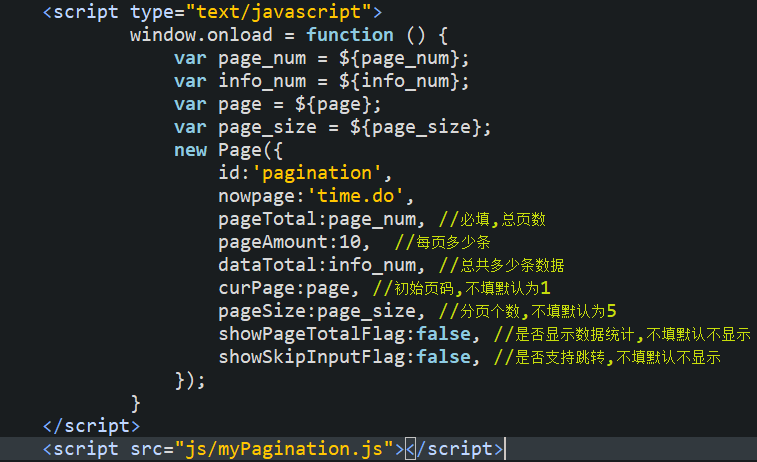 <script type="text/javascript">
window.onload = function () {
var page_num = ${page_num};
var info_num = ${info_num};
var page = ${page};
var page_size = ${page_size};
new Page({
id:'pagination',
nowpage:'time.do',
pageTotal:page_num, //必填,总页数
pageAmount:10,  //每页多少条
dataTotal:info_num, //总共多少条数据
curPage:page, //初始页码,不填默认为1
pageSize:page_size, //分页个数,不填默认为5
showPageTotalFlag:false, //是否显示数据统计,不填默认不显示
showSkipInputFlag:false, //是否支持跳转,不填默认不显示
});
}
</script>
<script src="js/myPagination.js"></script>